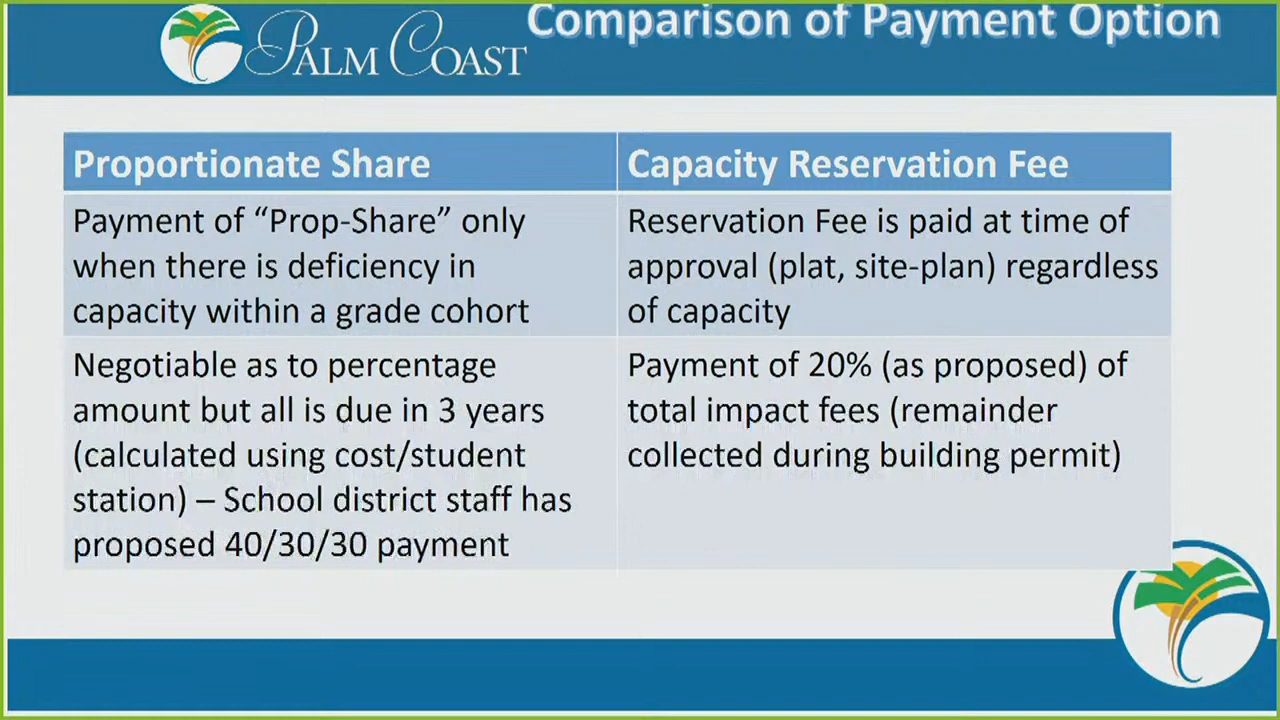 Comparison of Payment Option
PALM COAST
Proportionate Share
Capacity Reservation Fee
Payment of “Prop-Share” only
when there is deficiency in
capacity within a grade cohort
Reservation Fee is paid at time of
approval (plat, site-plan) regardless
of capacity
Negotiable as to percentage
amount but all is due in 3 years
(calculated using cost/student
station) – School district staff has
proposed 40/30/30 payment
Payment of 20% (as proposed) of
total impact fees (remainder
collected during building permit)